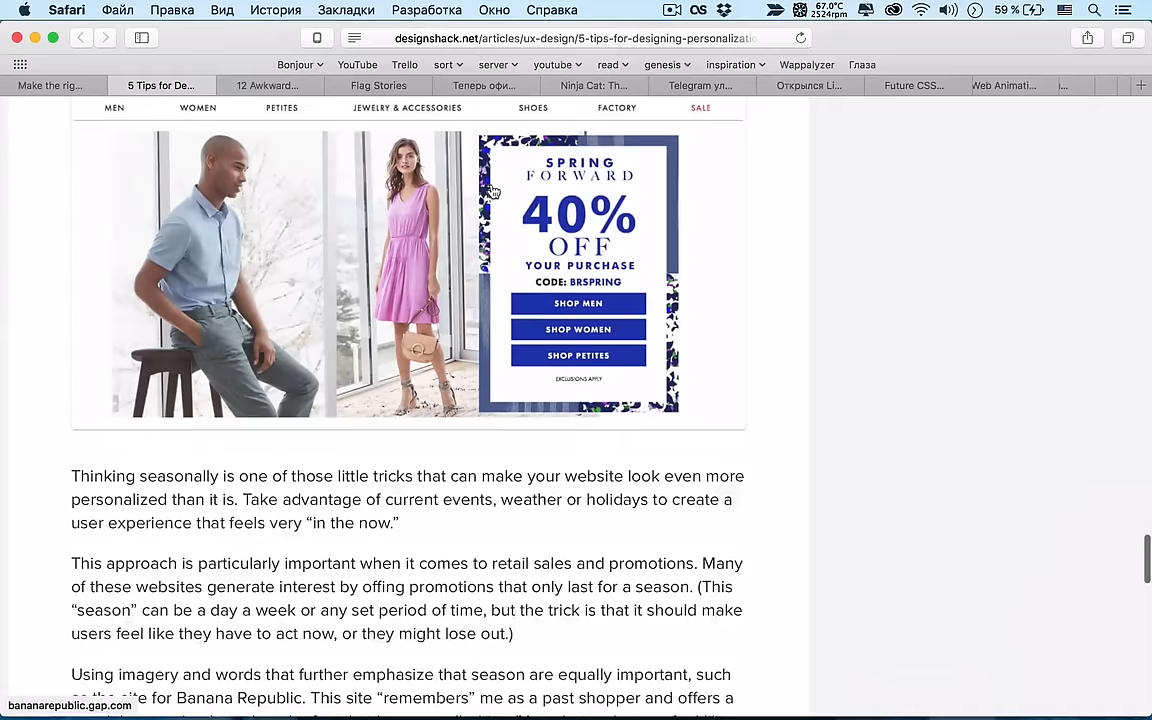 Safari Файл Правка Вид История Закладки Разработка Окно Справка 67.0°C 2524rpm 59 %
designshack.net/articles/ux-design/5-tips-for-designing-personalizatio
Bonjour YouTube Trello sort server youtube read genesis inspiration Wappalyzer Глаза
Make the rig... 5 Tips for De... 12 Awkward... Flag Stories Теперь офи... Ninja Cat: Th... Telegram ул... Открылся Li... Future CSS... Web Animati...
MEN WOMEN PETITES JEWELRY & ACCESSORIES SHOES FACTORY SALE
SPRING
FORWARD
40%
OFF
YOUR PURCHASE
CODE: BRSPRING
SHOP MEN
SHOP WOMEN
SHOP PETITES
EXCLUSIONS APPLY
Thinking seasonally is one of those little tricks that can make your website look even more
personalized than it is. Take advantage of current events, weather or holidays to create a
user experience that feels very “in the now.”
This approach is particularly important when it comes to retail sales and promotions. Many
of these websites generate interest by offing promotions that only last for a season. (This
“season” can be a day a week or any set period of time, but the trick is that it should make
users feel like they have to act now, or they might lose out.)
Using imagery and words that further emphasize that season are equally important, such
as the site for Banana Republic. This site “remembers” me as a past shopper and offers a
bananarepublic.gap.com